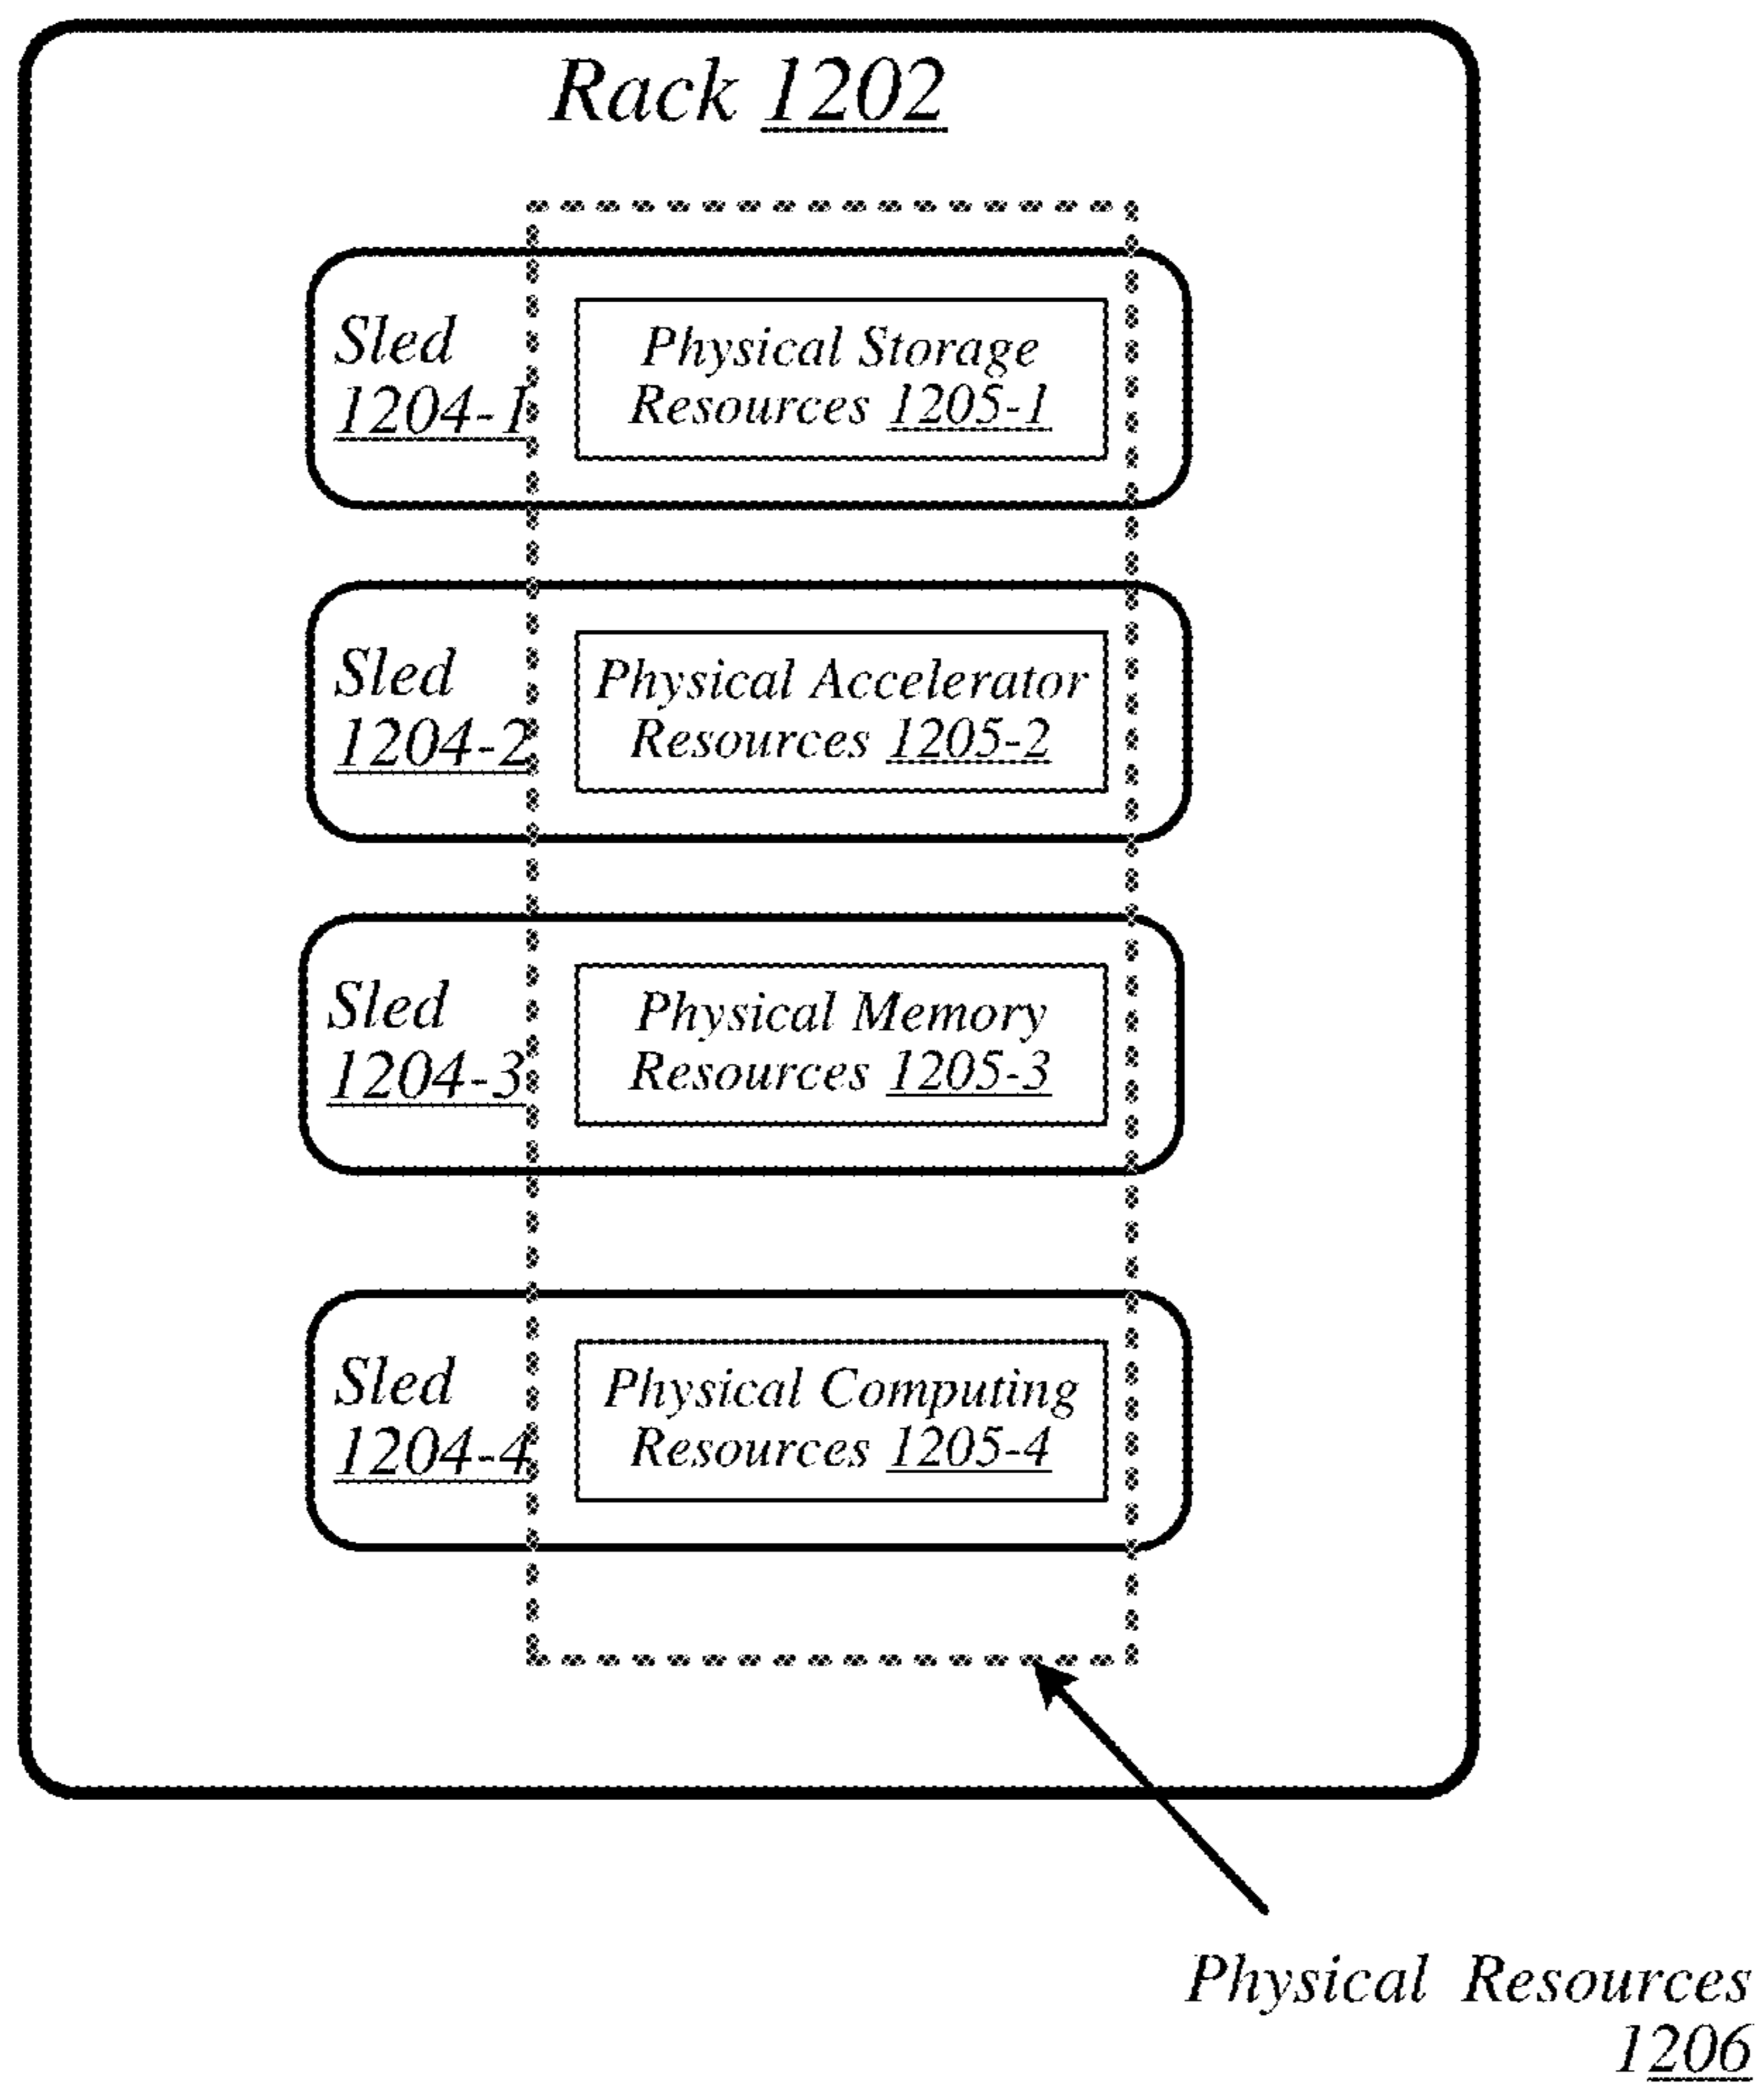 Rack 1202
Sled
1204-1
Physical Storage
Resources 1205-1
Sled
1204-2
Physical Accelerator
Resources 1205-2
Sled
1204-3
Physical Memory
Resources 1205-3
Sled
1204-4
Physical Computing
Resources 1205-4
Physical Resources
1206